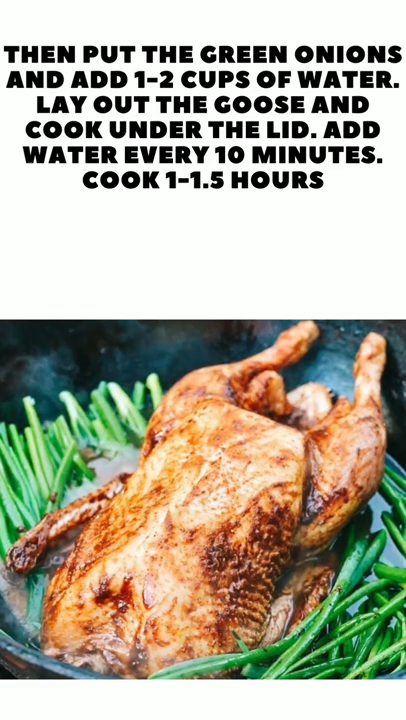 THEN PUT THE GREEN ONIONS
AND ADD 1-2 CUPS OF WATER.
LAY OUT THE GOOSE AND
COOK UNDER THE LID. ADD
WATER EVERY 10 MINUTES.
COOK 1-1.5 HOURS